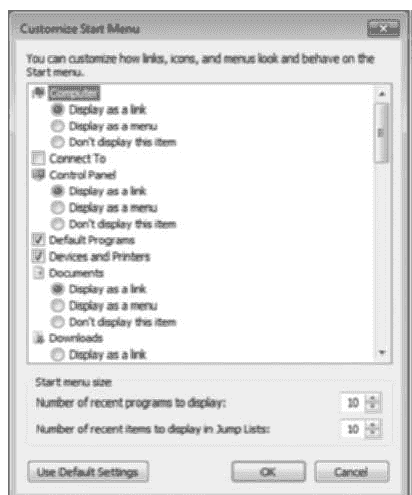 Customize Start Menu
You can customize how links, icons, and menus look and behave on the
Start menu.
Computer
Display as a link
Display as a menu
Don't display this item
Connect To
Control Panel
Display as a link
Display as a menu
Don't display this item
Default Programs
Devices and Printers
Documents
Display as a link
Display as a menu
Don't display this item
Downloads
Display as a link
Start menu size
Number of recent programs to display: 10
Number of recent items to display in Jump Lists: 10
Use Default Settings OK Cancel